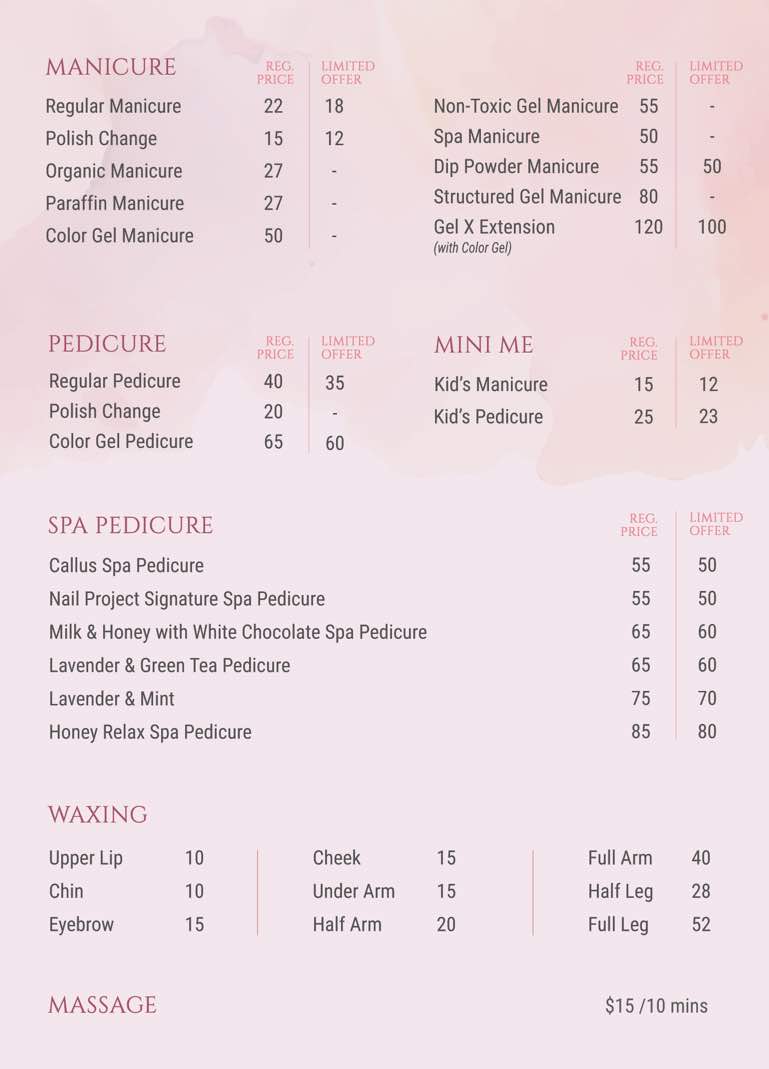 MANICURE REG. PRICE LIMITED OFFER
Regular Manicure 22 18
Polish Change 15 12
Organic Manicure 27 -
Paraffin Manicure 27 -
Color Gel Manicure 50 -
REG. PRICE LIMITED OFFER
Non-Toxic Gel Manicure 55 -
Spa Manicure 50 -
Dip Powder Manicure 55 50
Structured Gel Manicure 80 -
Gel X Extension 120 100
(with Color Gel)
PEDICURE REG. PRICE LIMITED OFFER
Regular Pedicure 40 35
Polish Change 20 -
Color Gel Pedicure 65 60
MINI ME REG. PRICE LIMITED OFFER
Kid's Manicure 15 12
Kid's Pedicure 25 23
SPA PEDICURE REG. PRICE LIMITED OFFER
Callus Spa Pedicure 55 50
Nail Project Signature Spa Pedicure 55 50
Milk & Honey with White Chocolate Spa Pedicure 65 60
Lavender & Green Tea Pedicure 65 60
Lavender & Mint 75 70
Honey Relax Spa Pedicure 85 80
WAXING
Upper Lip 10
Chin 10
Eyebrow 15
Cheek 15
Under Arm 15
Half Arm 20
Full Arm 40
Half Leg 28
Full Leg 52
MASSAGE $15 /10 mins